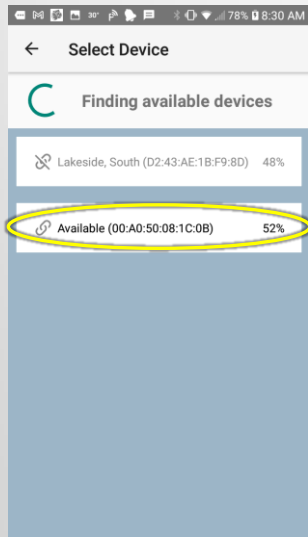 30° 78% 8:30 AM
Select Device
Finding available devices
Lakeside, South (D2:43:AE:1B:F9:8D) 48%
Available (00:A0:50:08:1C:0B) 52%